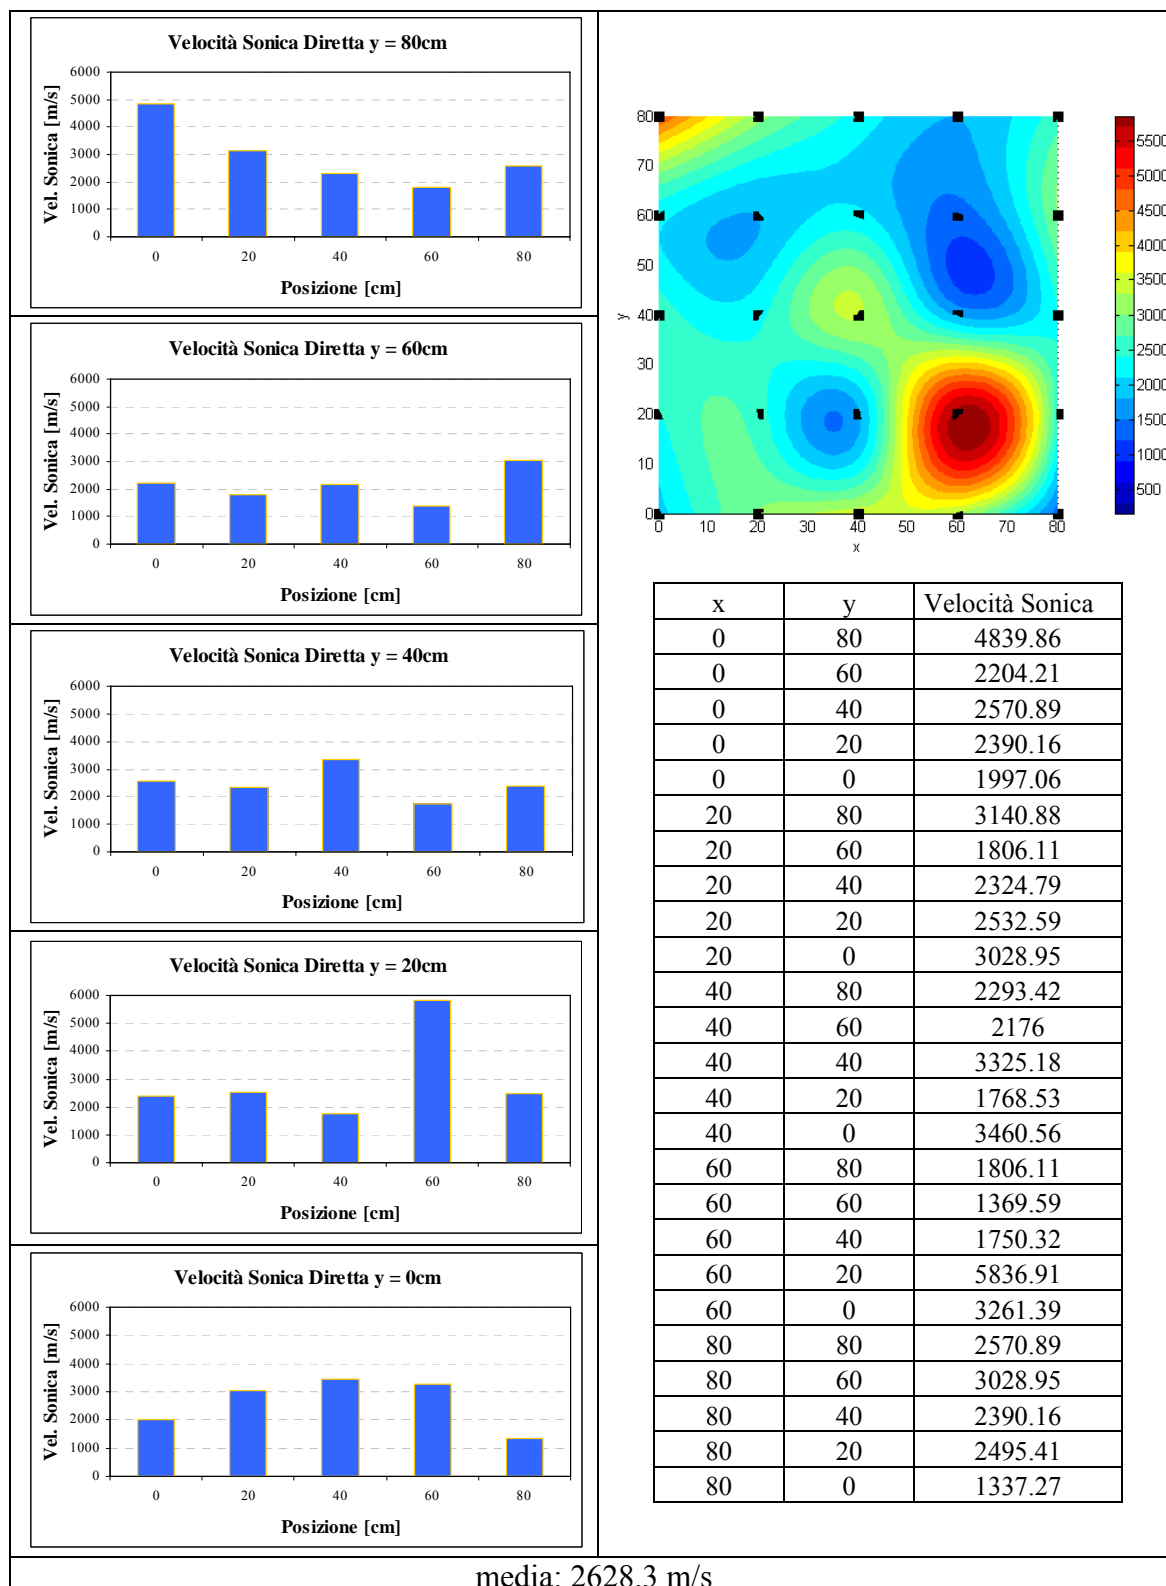 Velocità Sonica Diretta y = 80cm
Vel. Sonica [m/s]
6000
5000
4000
3000
2000
1000
0
0 20 40 60 80
Posizione [cm]
Velocità Sonica Diretta y = 60cm
Vel. Sonica [m/s]
6000
5000
4000
3000
2000
1000
0
0 20 40 60 80
Posizione [cm]
Velocità Sonica Diretta y = 40cm
Vel. Sonica [m/s]
6000
5000
4000
3000
2000
1000
0
0 20 40 60 80
Posizione [cm]
Velocità Sonica Diretta y = 20cm
Vel. Sonica [m/s]
6000
5000
4000
3000
2000
1000
0
0 20 40 60 80
Posizione [cm]
Velocità Sonica Diretta y = 0cm
Vel. Sonica [m/s]
6000
5000
4000
3000
2000
1000
0
0 20 40 60 80
Posizione [cm]
80
70
60
50
40
30
20
10
0
y
0 10 20 30 40 50 60 70 80
x
5500
5000
4500
4000
3500
3000
2500
2000
1500
1000
500
x y Velocità Sonica
0 80 4839.86
0 60 2204.21
0 40 2570.89
0 20 2390.16
0 0 1997.06
20 80 3140.88
20 60 1806.11
20 40 2324.79
20 20 2532.59
20 0 3028.95
40 80 2293.42
40 60 2176
40 40 3325.18
40 20 1768.53
40 0 3460.56
60 80 1806.11
60 60 1369.59
60 40 1750.32
60 20 5836.91
60 0 3261.39
80 80 2570.89
80 60 3028.95
80 40 2390.16
80 20 2495.41
80 0 1337.27
media: 2628.3 m/s